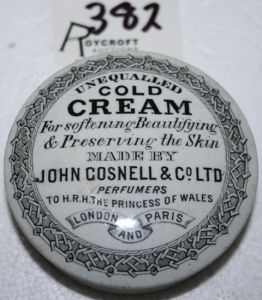 382
ROYCROFT
UNEQUALLED
COLD
CREAM
For softening Beautifying
& Preserving the Skin
MADE BY
JOHN GOSNELL & Co. LTD
PERFUMERS
TO H.R.H. THE PRINCESS OF WALES
LONDON AND PARIS